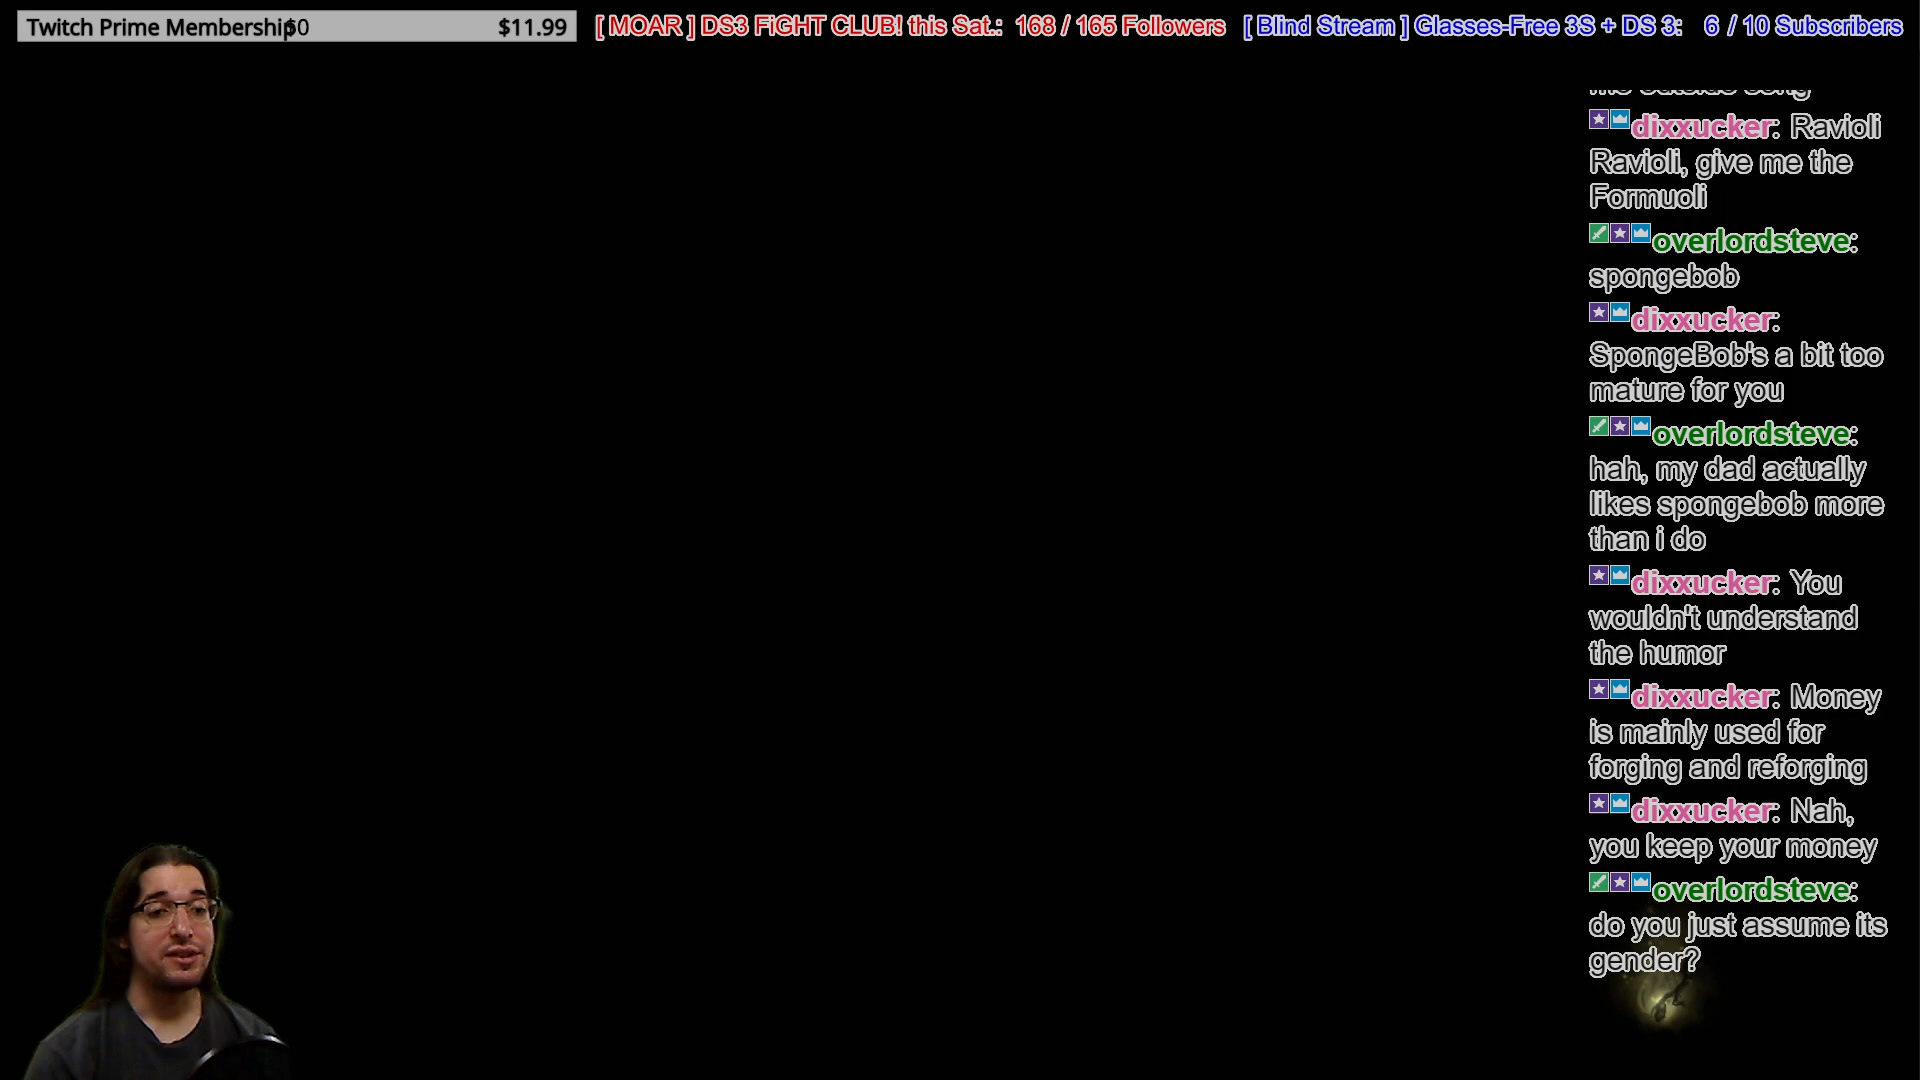 Twitch Prime Membership $0 $11.99
[ MOAR ] DS3 FiGHT CLUB! this Sat.: 168 / 165 Followers
[ Blind Stream ] Glasses-Free 3S + DS 3: 6 / 10 Subscribers
dixxucker: Ravioli
Ravioli, give me the
Formuoli
overlordsteve:
spongebob
dixxucker:
SpongeBob's a bit too
mature for you
overlordsteve:
hah, my dad actually
likes spongebob more
than i do
dixxucker: You
wouldn't understand
the humor
dixxucker: Money
is mainly used for
forging and reforging
dixxucker: Nah,
you keep your money
overlordsteve:
do you just assume its
gender?